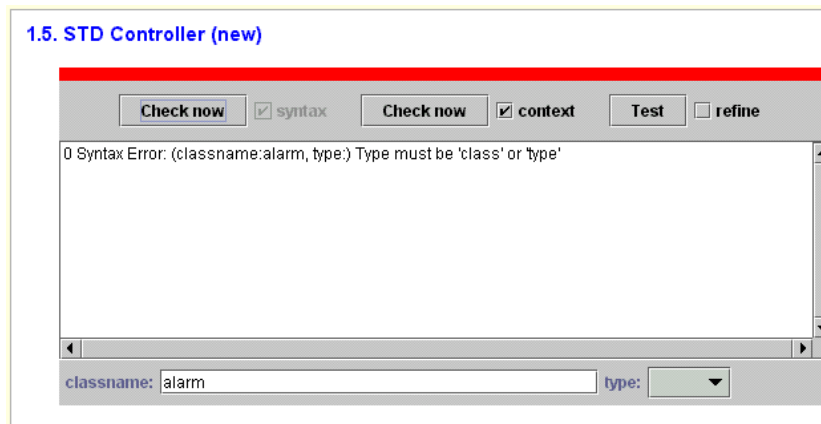 1.5. STD Controller (new)
Check now syntax Check now context Test refine
0 Syntax Error: (classname:alarm, type:) Type must be 'class' or 'type'
classname: alarm type: